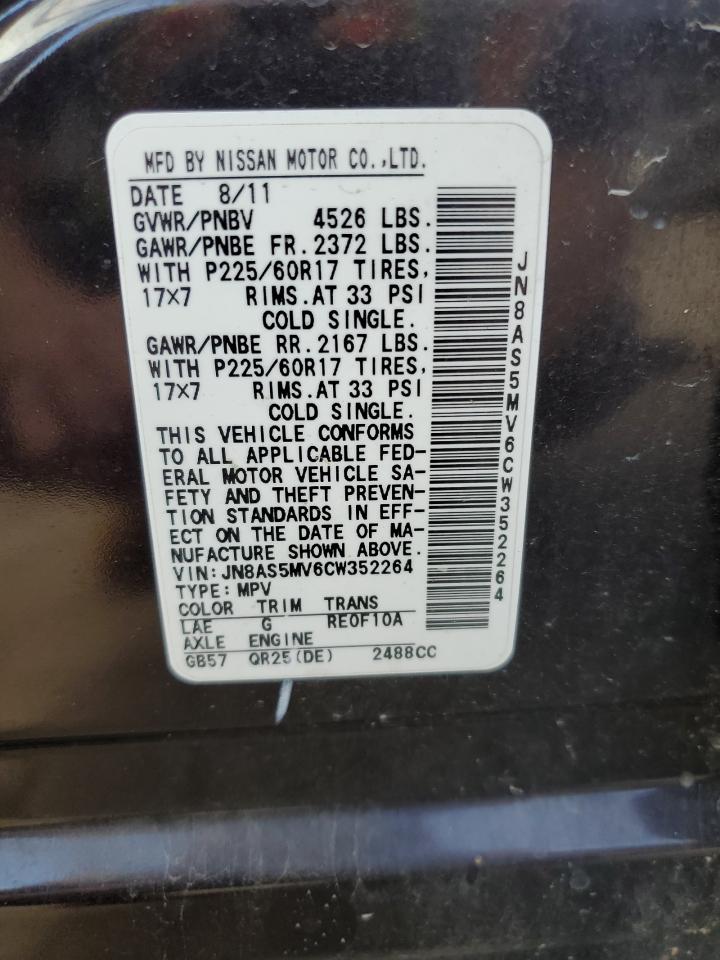 MFD BY NISSAN MOTOR CO.,LTD.
DATE 8/11
GVWR/PNBV 4526 LBS.
GAWR/PNBE FR. 2372 LBS.
WITH P225/60R17 TIRES,
17×7 RIMS.AT 33 PSI
COLD SINGLE.
GAWR/PNBE RR. 2167 LBS.
WITH P225/60R17 TIRES,
17×7 RIMS.AT 33 PSI
COLD SINGLE.
THIS VEHICLE CONFORMS
TO ALL APPLICABLE FED-
ERAL MOTOR VEHICLE SA-
FETY AND THEFT PREVEN-
TION STANDARDS IN EFF-
ECT ON THE DATE OF MA-
NUFACTURE SHOWN ABOVE.
VIN:JN8AS5MV6CW352264
TYPE:MPV
COLOR TRIM TRANS
LAE G RE0F10A
AXLE ENGINE
GB57 QR25(DE) 2488CC
JN8AS5MV6CW352264